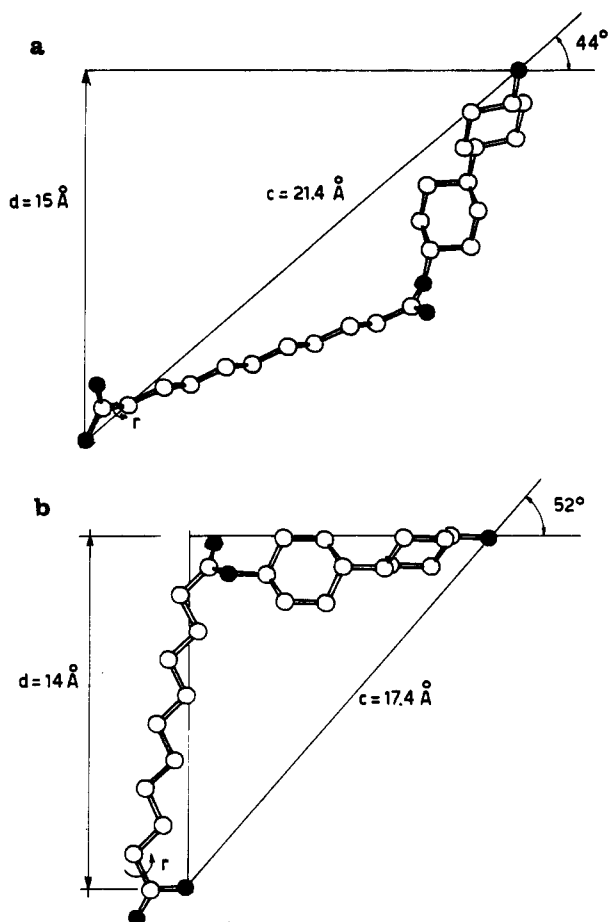 a
44°
d = 15 Å
c = 21.4 Å
r
b
52°
d = 14 Å
c = 17.4 Å
r